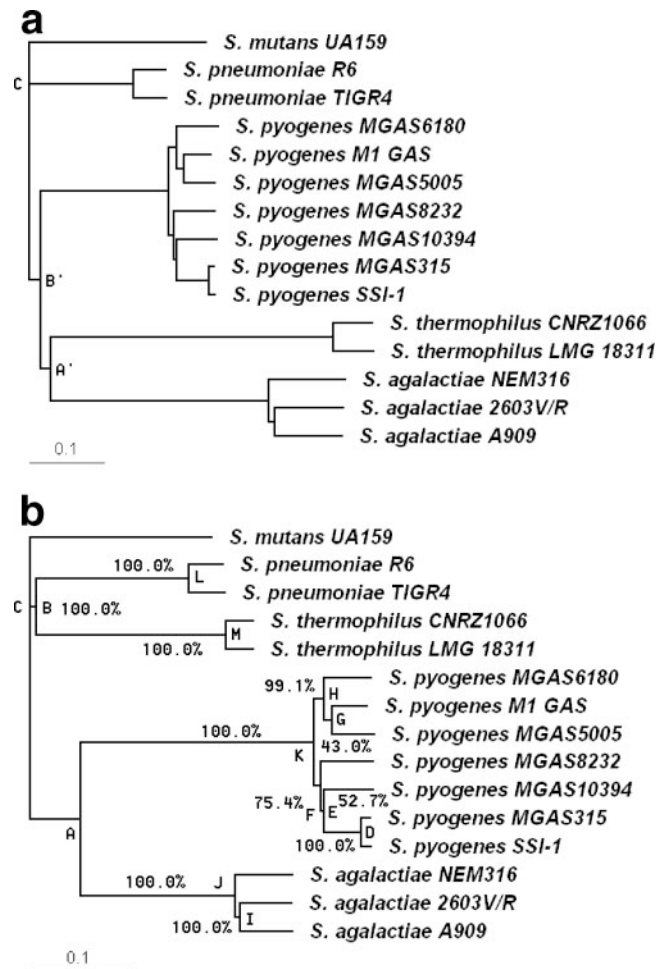 a
S. mutans UA159
S. pneumoniae R6
C
S. pneumoniae TIGR4
S. pyogenes MGAS6180
S. pyogenes M1 GAS
S. pyogenes MGAS5005
S. pyogenes MGAS8232
S. pyogenes MGAS10394
S. pyogenes MGAS315
B'
S. pyogenes SSI-1
S. thermophilus CNRZ1066
S. thermophilus LMG 18311
A'
S. agalactiae NEM316
S. agalactiae 2603V/R
S. agalactiae A909
0.1
b
S. mutans UA159
100.0% S. pneumoniae R6
L
S. pneumoniae TIGR4
C B 100.0% S. thermophilus CNRZ1066
M
100.0% S. thermophilus LMG 18311
S. pyogenes MGAS6180
99.1% H
S. pyogenes M1 GAS
G
100.0% S. pyogenes MGAS5005
K 43.0%
S. pyogenes MGAS8232
S. pyogenes MGAS10394
75.4% F E 52.7%
S. pyogenes MGAS315
D
A 100.0% S. pyogenes SSI-1
S. agalactiae NEM316
100.0% J
S. agalactiae 2603V/R
I
100.0% S. agalactiae A909
0.1